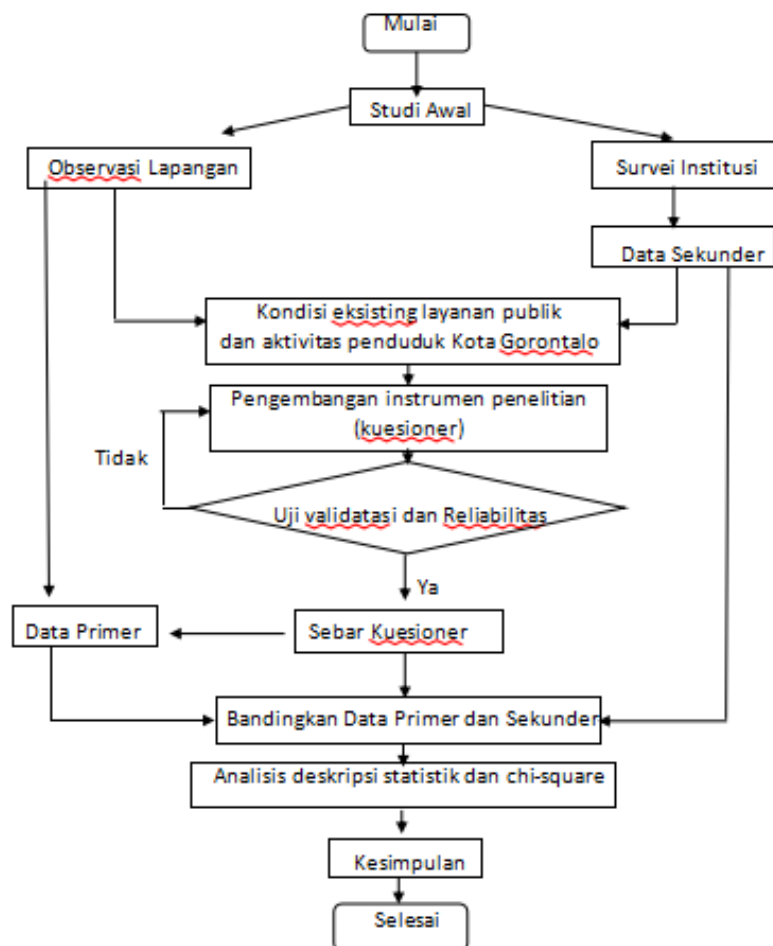 Mulai
Studi Awal
Observasi Lapangan
Survei Institusi
Data Sekunder
Kondisi eksisting layanan publik
dan aktivitas penduduk Kota Gorontalo
Pengembangan instrumen penelitian
(kuesioner)
Tidak
Uji validatasi dan Reliabilitas
Ya
Data Primer
Sebar Kuesioner
Bandingkan Data Primer dan Sekunder
Analisis deskripsi statistik dan chi-square
Kesimpulan
Selesai